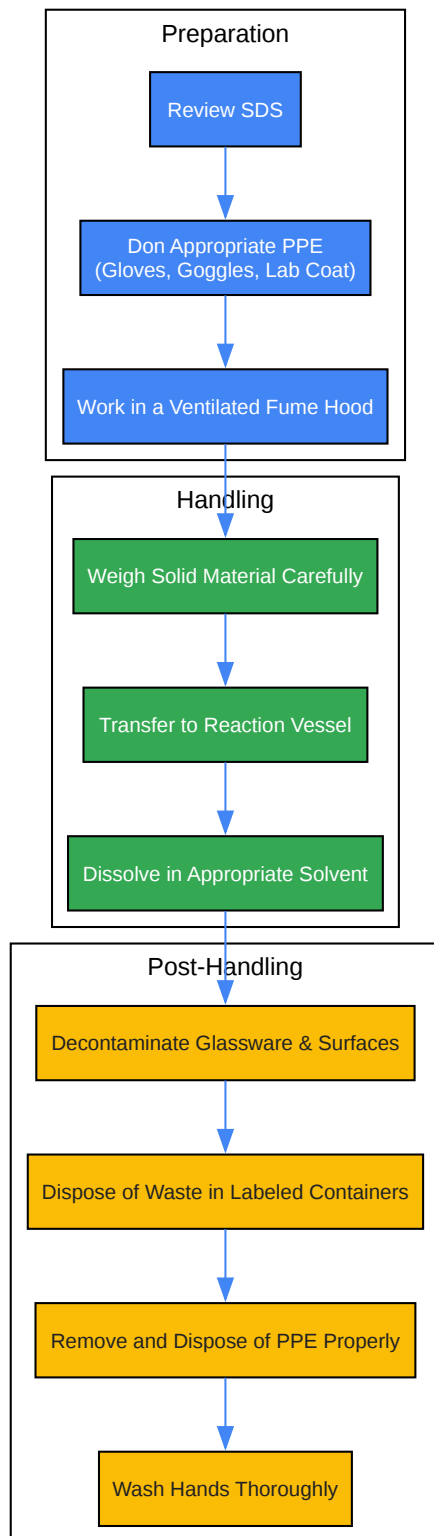 Preparation
Review SDS
Don Appropriate PPE
(Gloves, Goggles, Lab Coat)
Work in a Ventilated Fume Hood
Handling
Weigh Solid Material Carefully
Transfer to Reaction Vessel
Dissolve in Appropriate Solvent
Post-Handling
Decontaminate Glassware & Surfaces
Dispose of Waste in Labeled Containers
Remove and Dispose of PPE Properly
Wash Hands Thoroughly